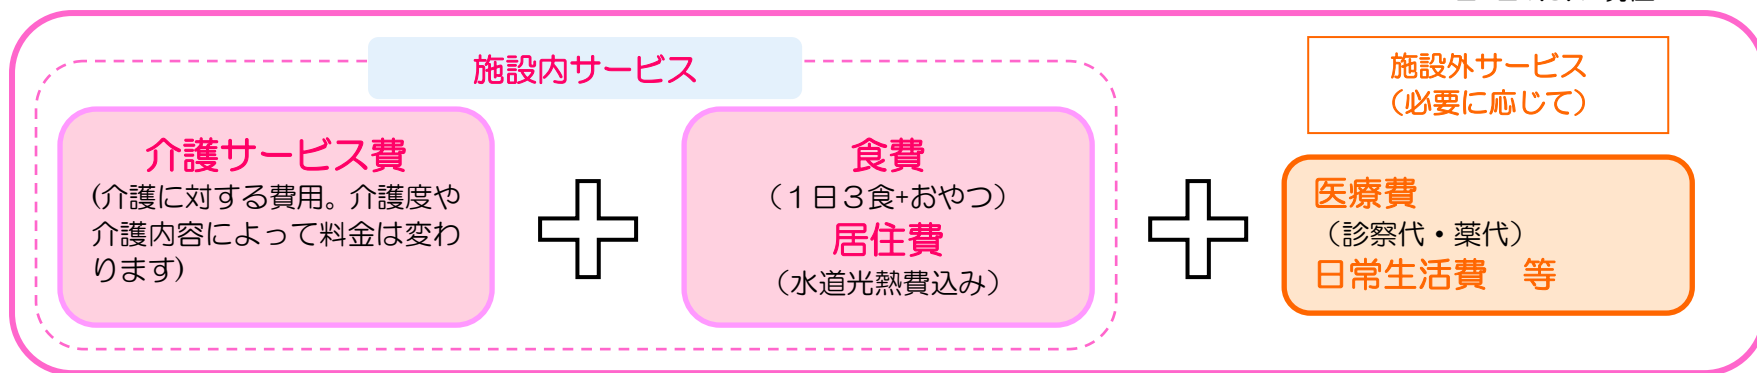 施設内サービス
介護サービス費
(介護に対する費用。介護度や
介護内容によって料金は変わ
ります)
食費
（１日３食+おやつ）
居住費
（水道光熱費込み）
施設外サービス
（必要に応じて）
医療費
（診察代・薬代）
日常生活費　等